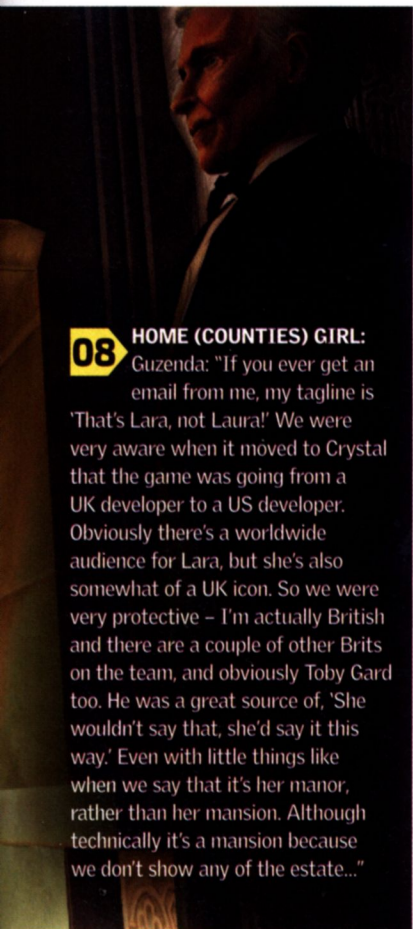 08
HOME (COUNTIES) GIRL:
Guzenda: “If you ever get an
email from me, my tagline is
‘That’s Lara, not Laura!’ We were
very aware when it moved to Crystal
that the game was going from a
UK developer to a US developer.
Obviously there’s a worldwide
audience for Lara, but she’s also
somewhat of a UK icon. So we were
very protective – I’m actually British
and there are a couple of other Brits
on the team, and obviously Toby Gard
too. He was a great source of, ‘She
wouldn’t say that, she’d say it this
way.’ Even with little things like
when we say that it’s her manor,
rather than her mansion. Although
technically it’s a mansion because
we don’t show any of the estate...”